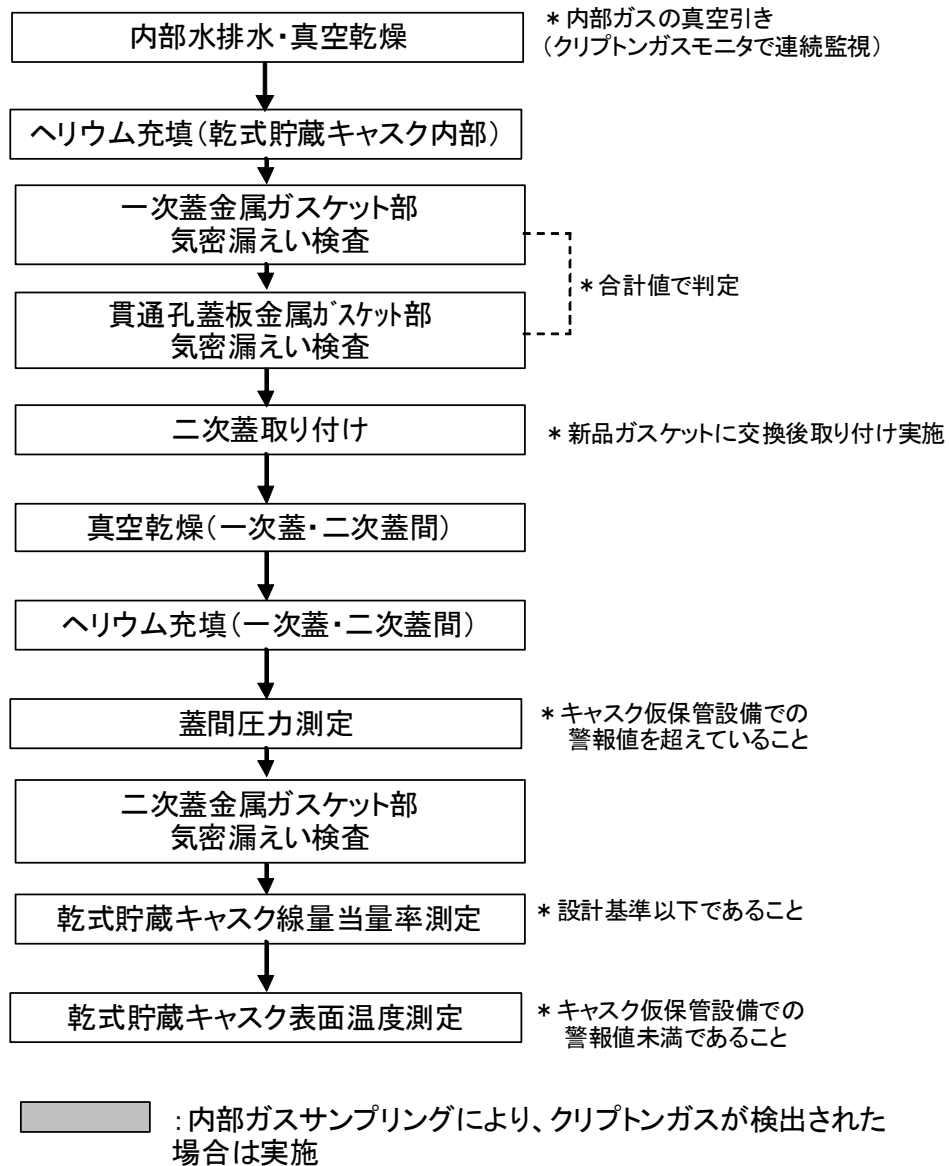 内部水排水・真空乾燥
＊内部ガスの真空引き
（クリプトンガスモニタで連続監視）
ヘリウム充填（乾式貯蔵キャスク内部）
一次蓋金属ガスケット部
気密漏えい検査
＊合計値で判定
貫通孔蓋板金属ガスケット部
気密漏えい検査
二次蓋取り付け
＊新品ガスケットに交換後取り付け実施
真空乾燥（一次蓋・二次蓋間）
ヘリウム充填（一次蓋・二次蓋間）
蓋間圧力測定
＊キャスク仮保管設備での
警報値を超えていること
二次蓋金属ガスケット部
気密漏えい検査
乾式貯蔵キャスク線量当量率測定
＊設計基準以下であること
乾式貯蔵キャスク表面温度測定
＊キャスク仮保管設備での
警報値未満であること
：内部ガスサンプリングにより、クリプトンガスが検出された
場合は実施